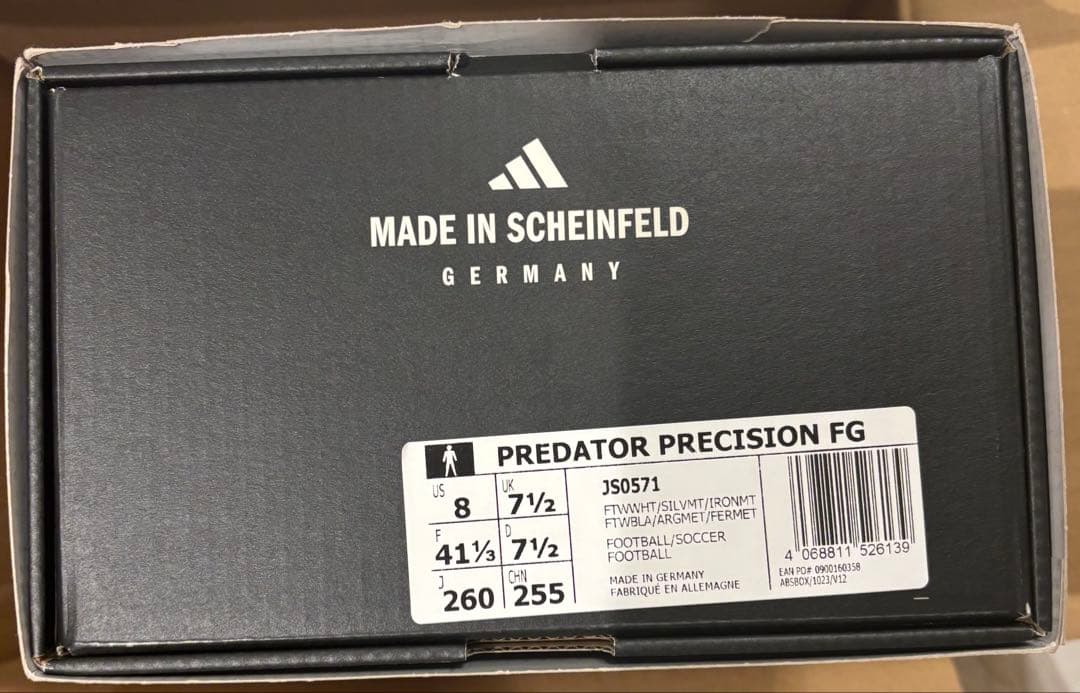 MADE IN SCHEINFELD
GERMANY
PREDATOR PRECISION FG
US 8
UK 7½
F 41⅓
D 7½
J 260
CHN 255
JS0571
FTWWHT/SILVMT/IRONMT
FTWBLA/ARGMET/FERMET
FOOTBALL/SOCCER
FOOTBALL
MADE IN GERMANY
FABRIQUÉ EN ALLEMAGNE
4 068811 526139
EAN PO# 0900160358
ABSBOX/1023/V12